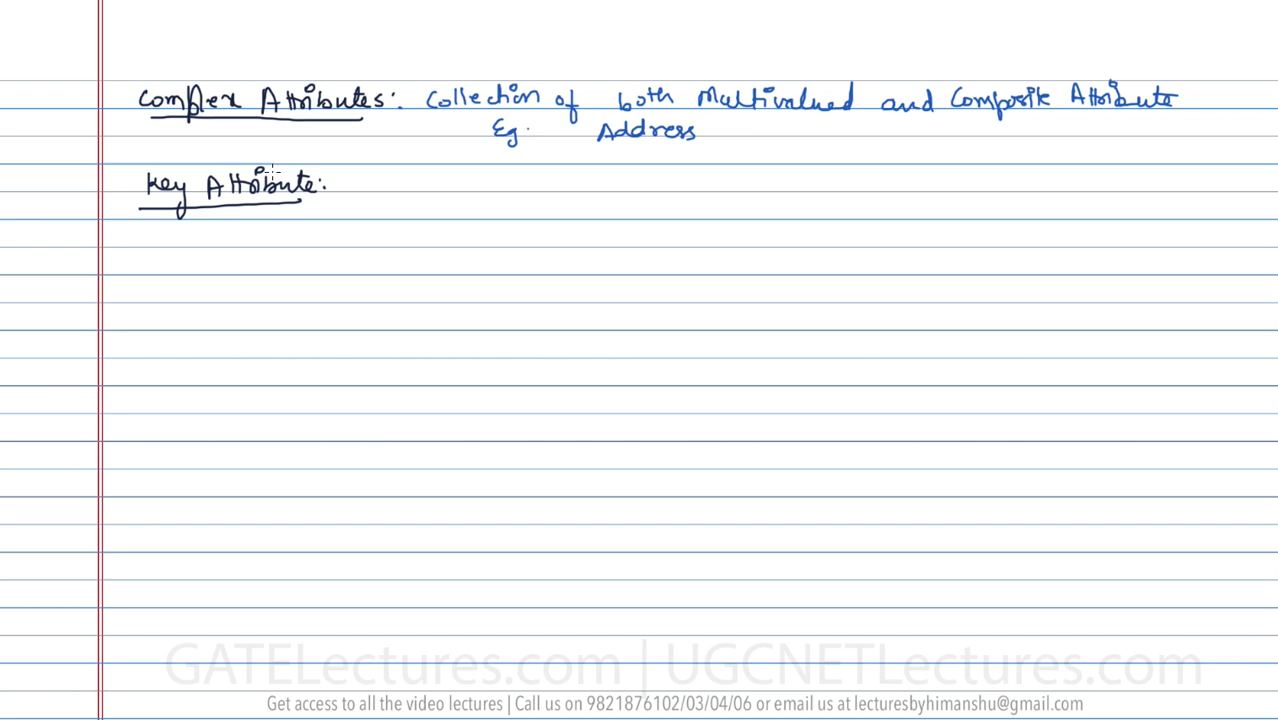 Complex Attributes: Collection of both Multivalued and Composite Attribute
Eg. Address
Key Attribute:
GATELectures.com | UGCNETLectures.com
Get access to all the video lectures | Call us on 9821876102/03/04/06 or email us at lecturesbyhimanshu@gmail.com